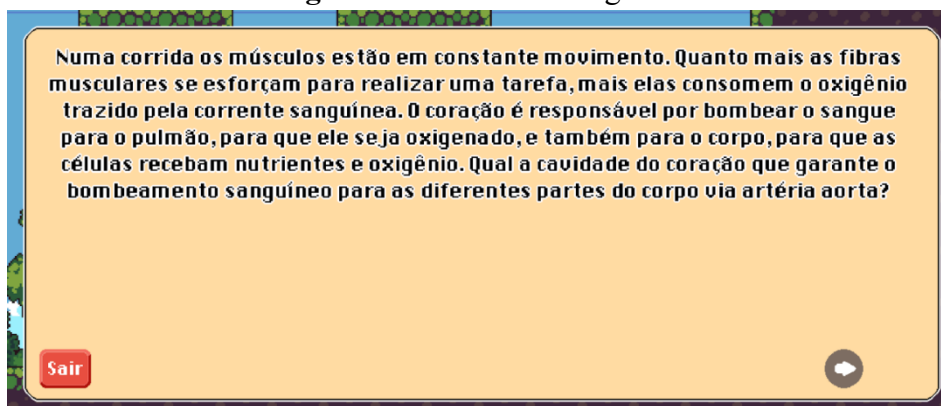 Numa corrida os músculos estão em constante movimento. Quanto mais as fibras
musculares se esforçam para realizar uma tarefa, mais elas consomem o oxigênio
trazido pela corrente sanguínea. O coração é responsável por bombear o sangue
para o pulmão, para que ele seja oxigenado, e também para o corpo, para que as
células recebam nutrientes e oxigênio. Qual a cavidade do coração que garante o
bombeamento sanguíneo para as diferentes partes do corpo via artéria aorta?
Sair